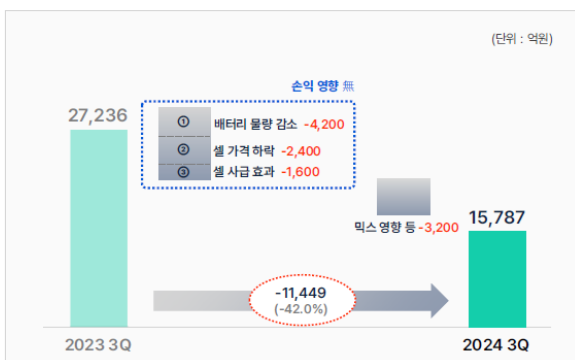 (단위 : 억원)
손익 영향 無
27,236
① 배터리 물량 감소 -4,200
② 셀 가격 하락 -2,400
③ 셀 사급 효과 -1,600
믹스 영향 등 -3,200
15,787
-11,449
(-42.0%)
2023 3Q
2024 3Q